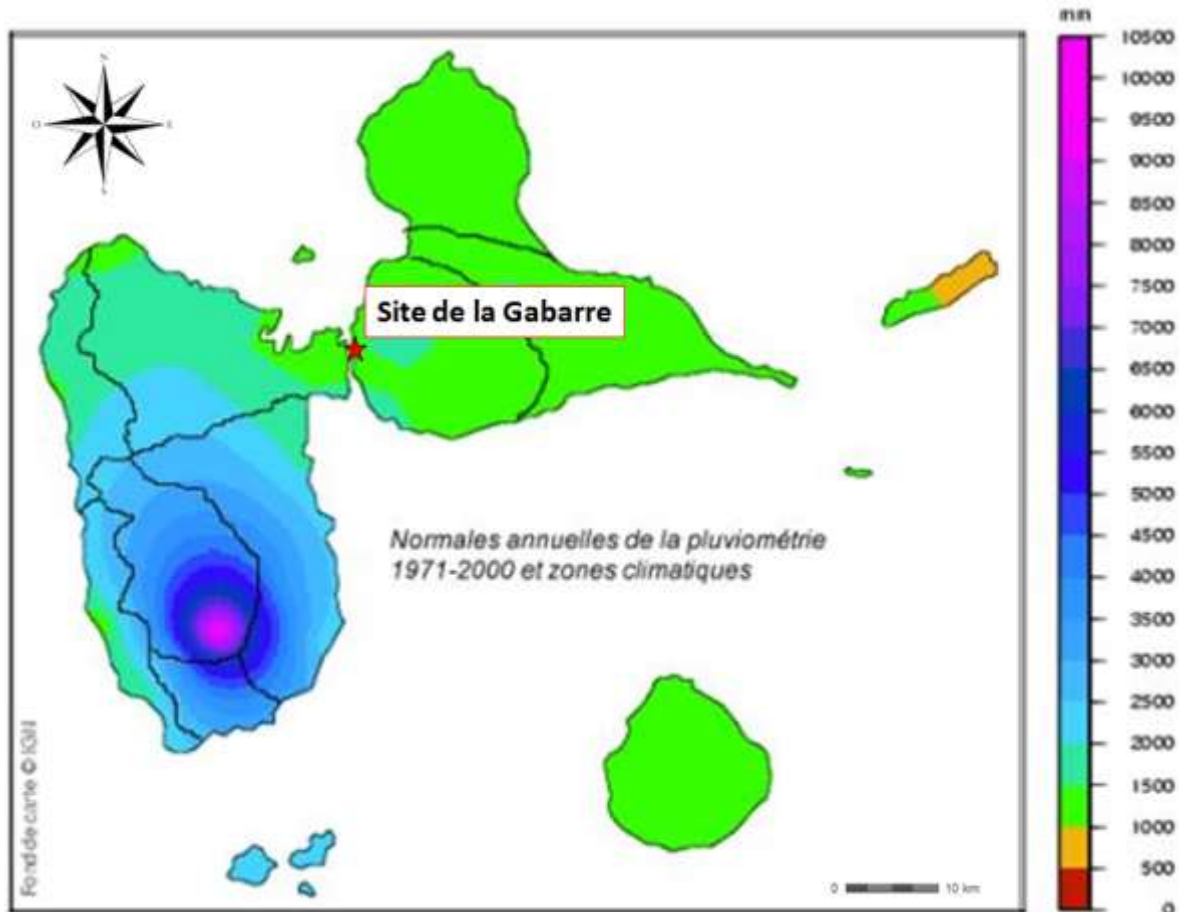 mm
N
O
E
S
Site de la Gabarre
Normales annuelles de la pluviométrie
1971-2000 et zones climatiques
Fond de carte © IGN
0
10 km
10500
10000
9500
9000
8500
8000
7500
7000
6500
6000
5500
5000
4500
4000
3500
3000
2500
2000
1500
1000
500
0